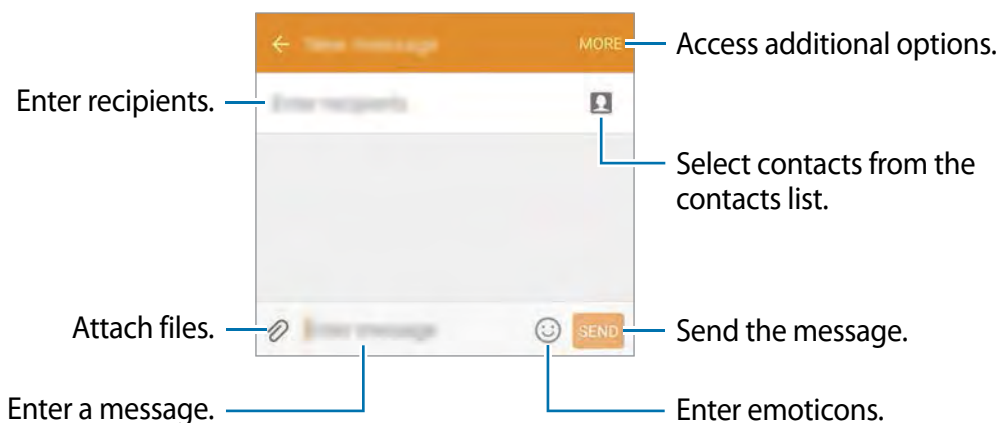 MORE
Access additional options.
Enter recipients.
Select contacts from the
contacts list.
Attach files.
SEND
Send the message.
Enter a message.
Enter emoticons.